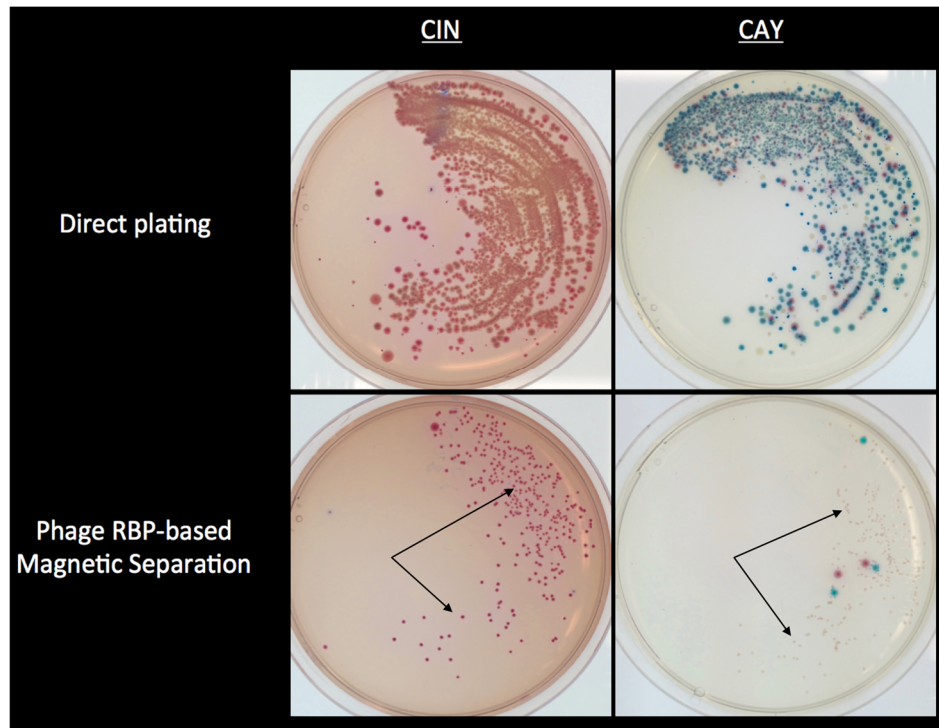 CIN
CAY
Direct plating
Phage RBP-based
Magnetic Separation